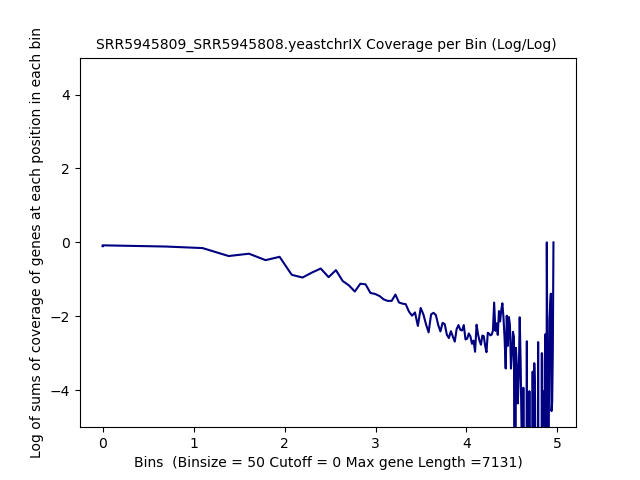 SRR5945809_SRR5945808.yeastchrIX Coverage per Bin (Log/Log)
Log of sums of coverage of genes at each position in each bin
4
2
0
−2
−4
0 1 2 3 4 5
Bins  (Binsize = 50 Cutoff = 0 Max gene Length =7131)